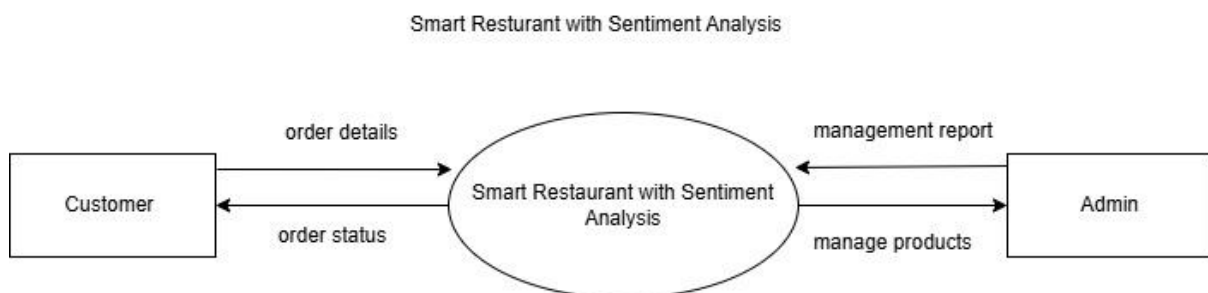 Smart Resturant with Sentiment Analysis
order details
management report
Customer
Smart Restaurant with Sentiment
Analysis
Admin
order status
manage products